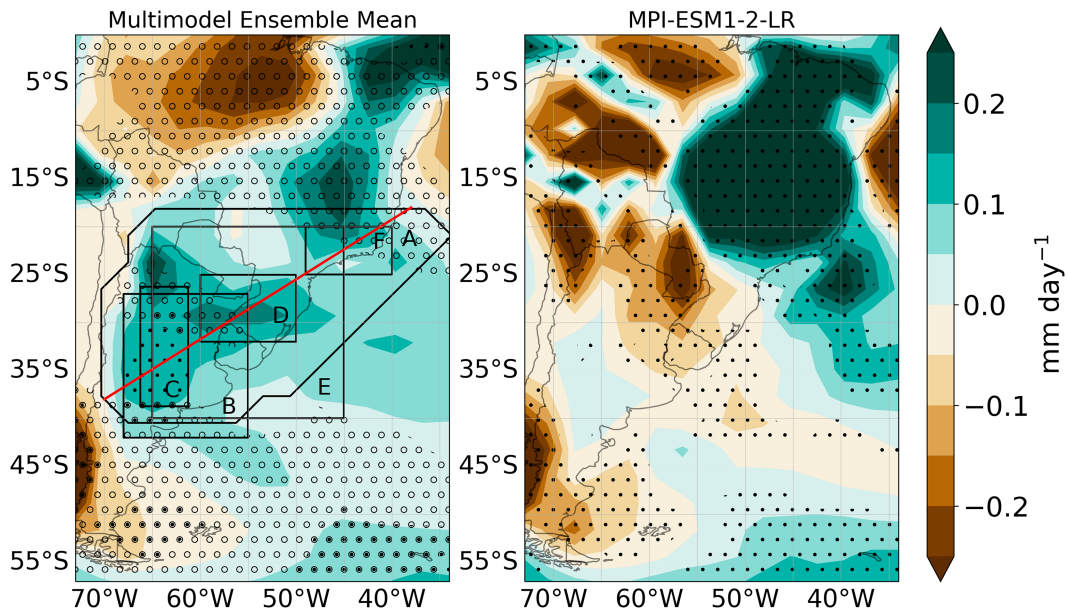 Multimodel Ensemble Mean
MPI-ESM1-2-LR
5°S
15°S
25°S
35°S
45°S
55°S
70°W
60°W
50°W
40°W
F
A
D
C
B
E
5°S
15°S
25°S
35°S
45°S
55°S
70°W
60°W
50°W
40°W
0.2
0.1
0.0
−0.1
−0.2
mm day⁻¹